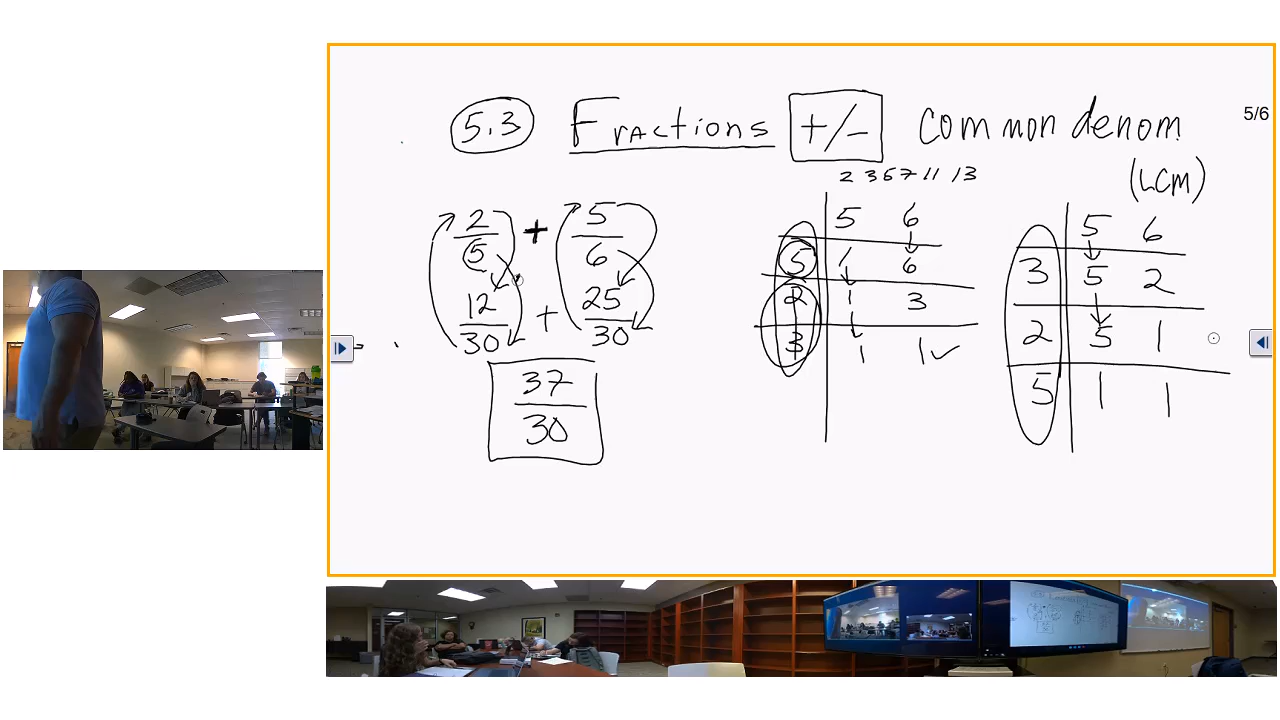 5.3 Fractions +/- common denom.
5/6
(LCM)
2 3 5 7 11 13
2/5 + 5/6
12/30 + 25/30
37/30
5 6
5 1 6
2 1 3
3 1 1 ✓
5 6
3 5 2
2 5 1
5 1 1